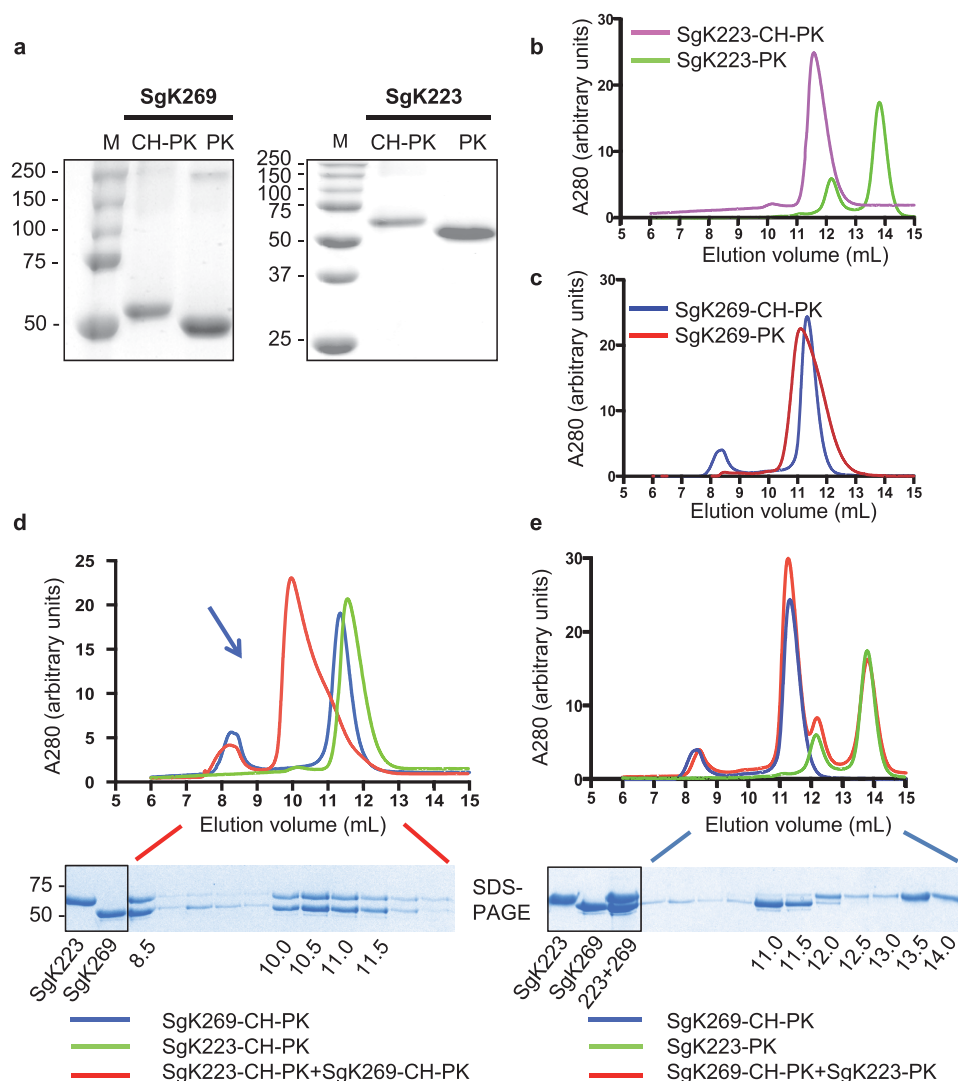 a
SgK269
M CH-PK PK
250 -
150 -
100 -
75 -
50 -
SgK223
M CH-PK PK
250 -
150 -
100 -
75 -
50 -
37 -
25 -
b
SgK223-CH-PK
SgK223-PK
A280 (arbitrary units)
30
20
10
0
5 6 7 8 9 10 11 12 13 14 15
Elution volume (mL)
c
SgK269-CH-PK
SgK269-PK
A280 (arbitrary units)
30
20
10
0
5 6 7 8 9 10 11 12 13 14 15
Elution volume (mL)
d
A280 (arbitrary units)
25
20
15
10
5
0
5 6 7 8 9 10 11 12 13 14 15
Elution volume (mL)
75 -
50 -
SgK223
SgK269
8.5
10.0
10.5
11.0
11.5
SDS-
PAGE
SgK269-CH-PK
SgK223-CH-PK
SgK223-CH-PK+SgK269-CH-PK
e
A280 (arbitrary units)
30
20
10
0
5 6 7 8 9 10 11 12 13 14 15
Elution volume (mL)
SgK223
SgK269
223+269
11.0
11.5
12.0
12.5
13.0
13.5
14.0
SgK269-CH-PK
SgK223-PK
SgK269-CH-PK+SgK223-PK